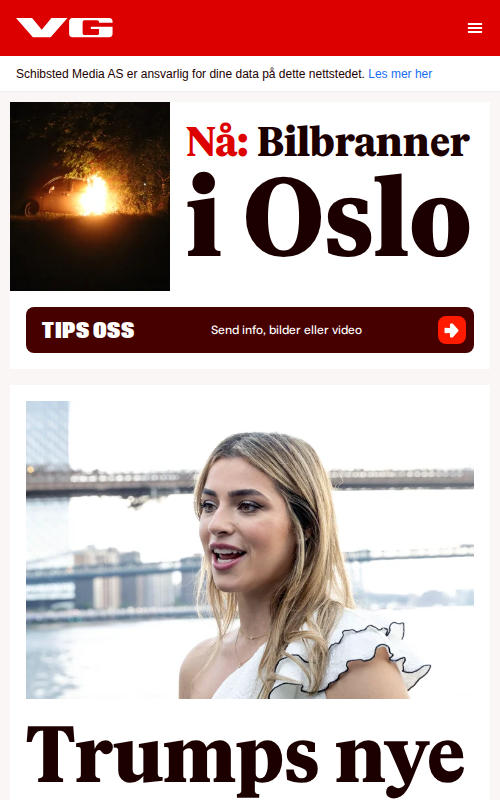 VG
Schibsted Media AS er ansvarlig for dine data på dette nettstedet. Les mer her
Nå: Bilbranner
i Oslo
TIPS OSS
Send info, bilder eller video
Trumps nye